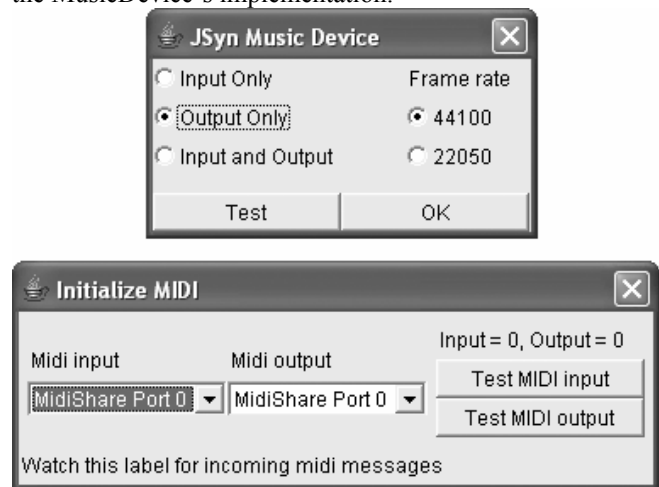 the MusicDevice's implementation.
JSyn Music Device
Input Only Frame rate
Output Only 44100
Input and Output 22050
Test OK
Initialize MIDI
Input = 0, Output = 0
Midi input Midi output
Test MIDI input
MidiShare Port 0 MidiShare Port 0
Test MIDI output
Watch this label for incoming midi messages